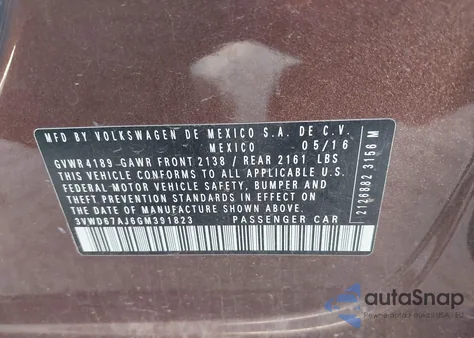 MFD BY VOLKSWAGEN DE MEXICO S.A. DE C.V.
MEXICO 05/16
GVWR4189 GAWR FRONT 2138 / REAR 2161 LBS
THIS VEHICLE CONFORMS TO ALL APPLICABLE U.S.
FEDERAL MOTOR VEHICLE SAFETY, BUMPER AND
THEFT PREVENTION STANDARDS IN EFFECT ON THE
DATE OF MANUFACTURE SHOWN ABOVE
3VWD67AJ6GM391823 PASSENGER CAR
2126882 3156 M
autoSnap